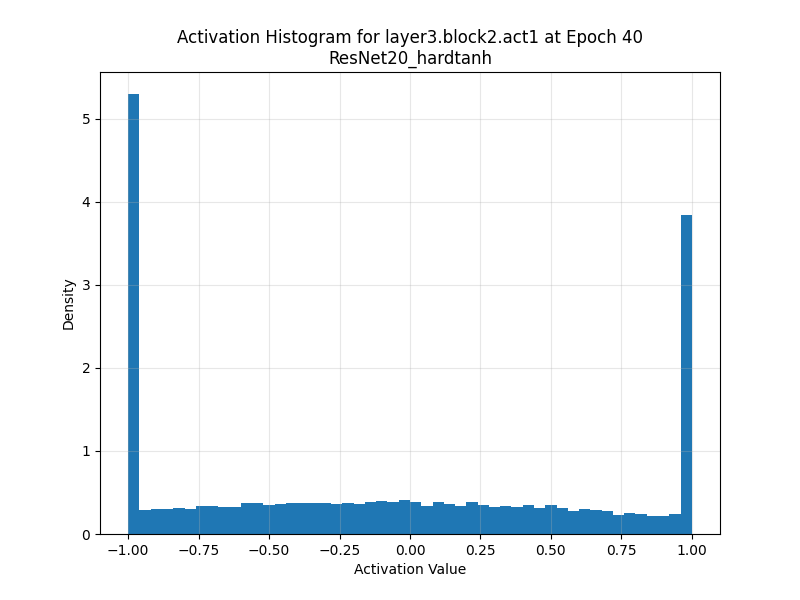 Activation Histogram for layer3.block2.act1 at Epoch 40
ResNet20_hardtanh
Density
5
4
3
2
1
0
−1.00 −0.75 −0.50 −0.25 0.00 0.25 0.50 0.75 1.00
Activation Value